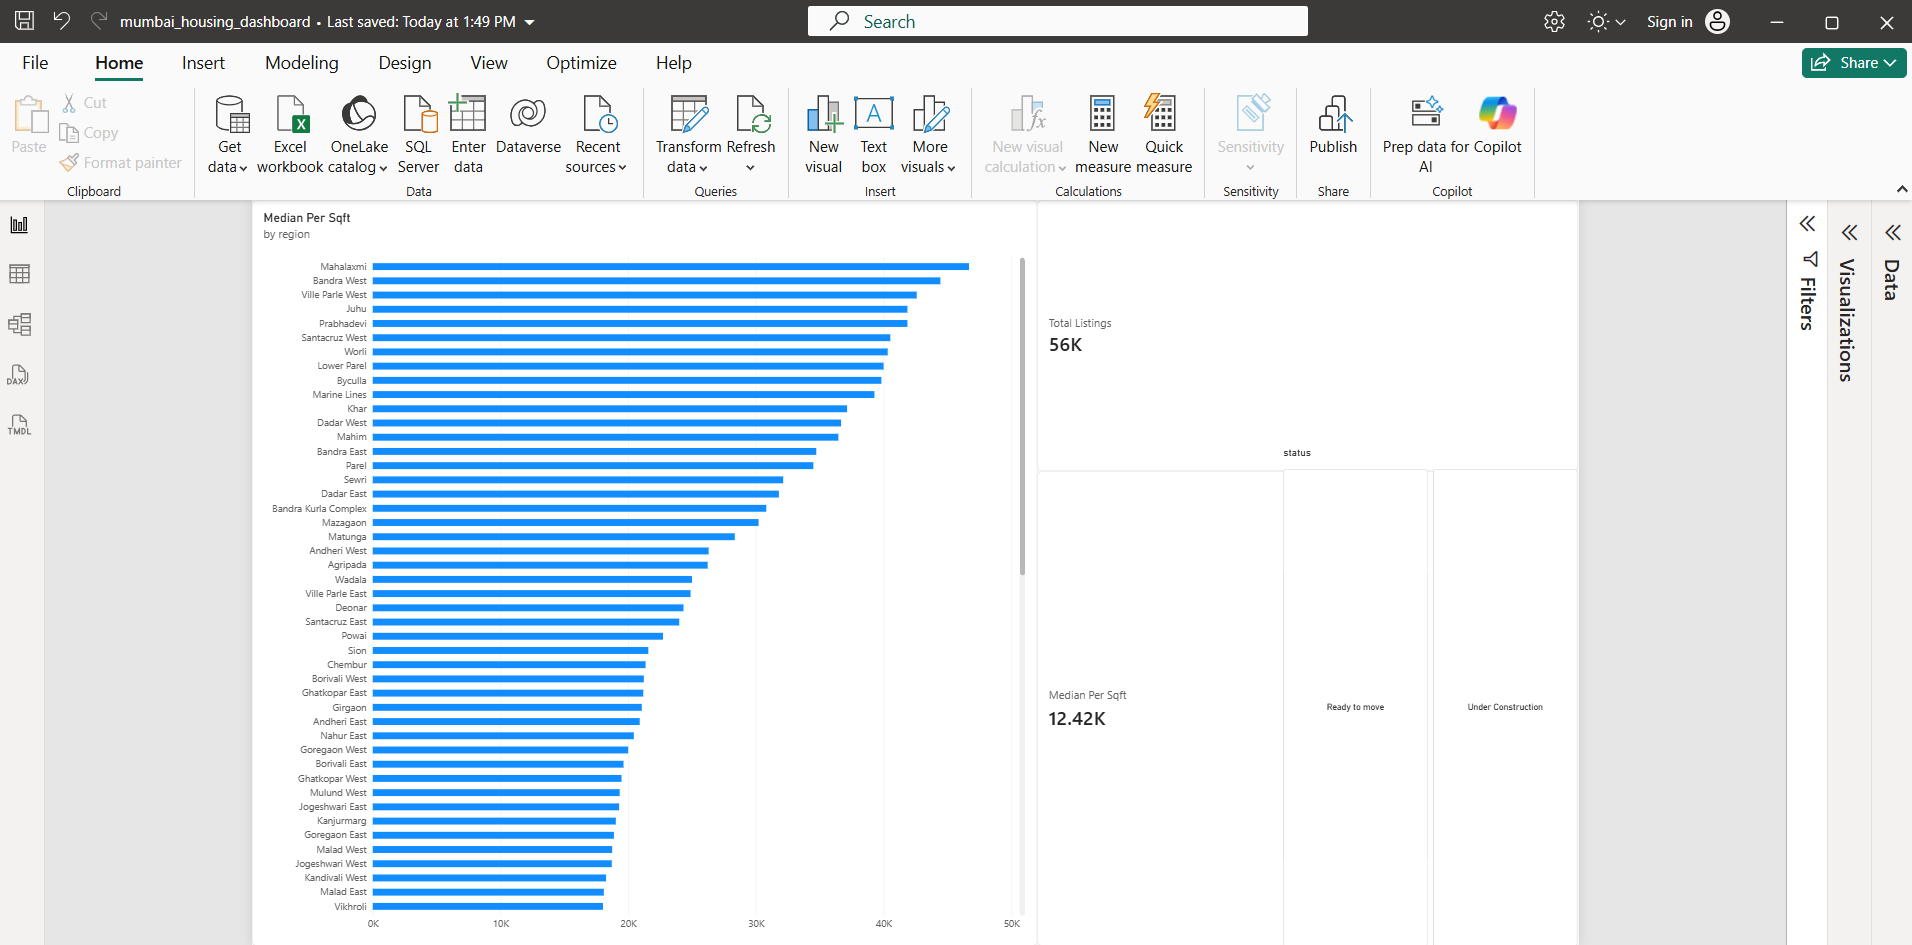 mumbai_housing_dashboard • Last saved: Today at 1:49 PM
Search
Sign in
File Home Insert Modeling Design View Optimize Help
Share
Paste
Cut
Copy
Format painter
Clipboard
Get data
Excel workbook
OneLake catalog
SQL Server
Enter data
Dataverse
Recent sources
Data
Transform data
Refresh
Queries
New visual
Text box
More visuals
Insert
New visual calculation
New measure
Quick measure
Calculations
Sensitivity
Sensitivity
Publish
Share
Prep data for AI
Copilot
Copilot
DAX
TMDL
Median Per Sqft
by region
Mahalaxmi
Bandra West
Ville Parle West
Juhu
Prabhadevi
Santacruz West
Worli
Lower Parel
Byculla
Marine Lines
Khar
Dadar West
Mahim
Bandra East
Parel
Sewri
Dadar East
Bandra Kurla Complex
Mazagaon
Matunga
Andheri West
Agripada
Wadala
Ville Parle East
Deonar
Santacruz East
Powai
Sion
Chembur
Borivali West
Ghatkopar East
Girgaon
Andheri East
Nahur East
Goregaon West
Borivali East
Ghatkopar West
Mulund West
Jogeshwari East
Kanjurmarg
Goregaon East
Malad West
Jogeshwari West
Kandivali West
Malad East
Vikhroli
0K 10K 20K 30K 40K 50K
Total Listings
56K
status
Median Per Sqft
12.42K
Ready to move
Under Construction
Filters
Visualizations
Data